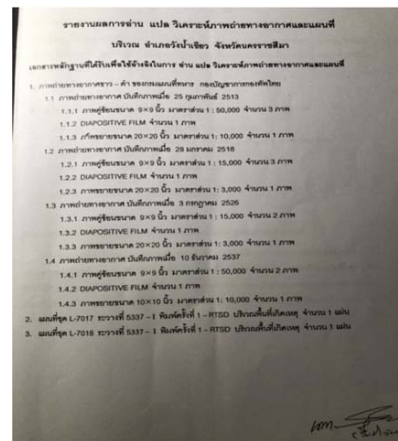 รายงานผลการอ่าน แปล วิเคราะห์ภาพถ่ายทางอากาศและแผนที่
บริเวณ อำเภอวังน้ำเขียว จังหวัดนครราชสีมา
เอกสารหลักฐานที่ได้รับเพื่อใช้อ้างอิงในการ อ่าน แปล วิเคราะห์ภาพถ่ายทางอากาศและแผนที่
1. ภาพถ่ายทางอากาศขาว – ดำ ของกรมแผนที่ทหาร กองบัญชาการกองทัพไทย
1.1 ภาพถ่ายทางอากาศ บันทึกภาพเมื่อ 25 กุมภาพันธ์ 2513
1.1.1 ภาพคู่ซ้อนขนาด 9×9 นิ้ว มาตราส่วน 1 : 50,000 จำนวน 3 ภาพ
1.1.2 DIAPOSITIVE FILM จำนวน 1 ภาพ
1.1.3 ภาพขยายขนาด 20×20 นิ้ว มาตราส่วน 1: 10,000 จำนวน 1 ภาพ
1.2 ภาพถ่ายทางอากาศ บันทึกภาพเมื่อ 28 มกราคม 2518
1.2.1 ภาพคู่ซ้อนขนาด 9×9 นิ้ว มาตราส่วน 1 : 15,000 จำนวน 3 ภาพ
1.2.2 DIAPOSITIVE FILM จำนวน 1 ภาพ
1.2.3 ภาพขยายขนาด 20×20 นิ้ว มาตราส่วน 1: 3,000 จำนวน 1 ภาพ
1.3 ภาพถ่ายทางอากาศ บันทึกภาพเมื่อ 3 กรกฎาคม 2526
1.3.1 ภาพคู่ซ้อนขนาด 9×9 นิ้ว มาตราส่วน 1 : 15,000 จำนวน 2 ภาพ
1.3.2 DIAPOSITIVE FILM จำนวน 1 ภาพ
1.3.3 ภาพขยายขนาด 20×20 นิ้ว มาตราส่วน 1: 3,000 จำนวน 1 ภาพ
1.4 ภาพถ่ายทางอากาศ บันทึกภาพเมื่อ 10 ธันวาคม 2537
1.4.1 ภาพคู่ซ้อนขนาด 9×9 นิ้ว มาตราส่วน 1 : 50,000 จำนวน 2 ภาพ
1.4.2 DIAPOSITIVE FILM จำนวน 1 ภาพ
1.4.3 ภาพขยายขนาด 10×10 นิ้ว มาตราส่วน 1: 10,000 จำนวน 1 ภาพ
2. แผนที่ชุด L-7017 ระวางที่ 5337 – I พิมพ์ครั้งที่ 1 – RTSD บริเวณพื้นที่เกิดเหตุ จำนวน 1 แผ่น
3. แผนที่ชุด L-7018 ระวางที่ 5337 – I พิมพ์ครั้งที่ 1 – RTSD บริเวณพื้นที่เกิดเหตุ จำนวน 1 แผ่น